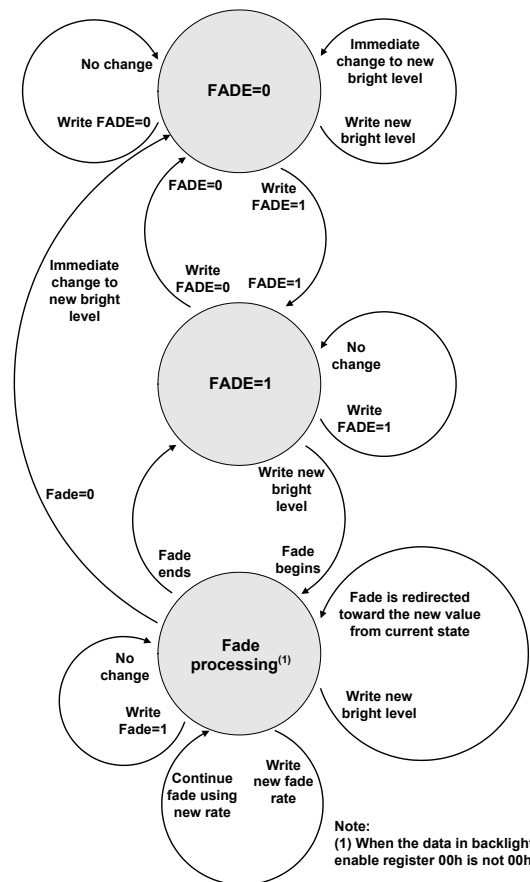 No change
Write FADE=0
FADE=0
Immediate
change to new
bright level
Write new
bright level
FADE=0
Write
FADE=1
Immediate
change to
new bright
level
Write
FADE=0
FADE=1
FADE=1
No
change
Write
FADE=1
Fade=0
Write new
bright
level
Fade
ends
Fade
begins
Fade
processing(1)
Fade is redirected
toward the new value
from current state
Write new
bright level
No
change
Write
Fade=1
Continue
fade using
new rate
Write
new fade
rate
Note:
(1) When the data in backlight
enable register 00h is not 00h